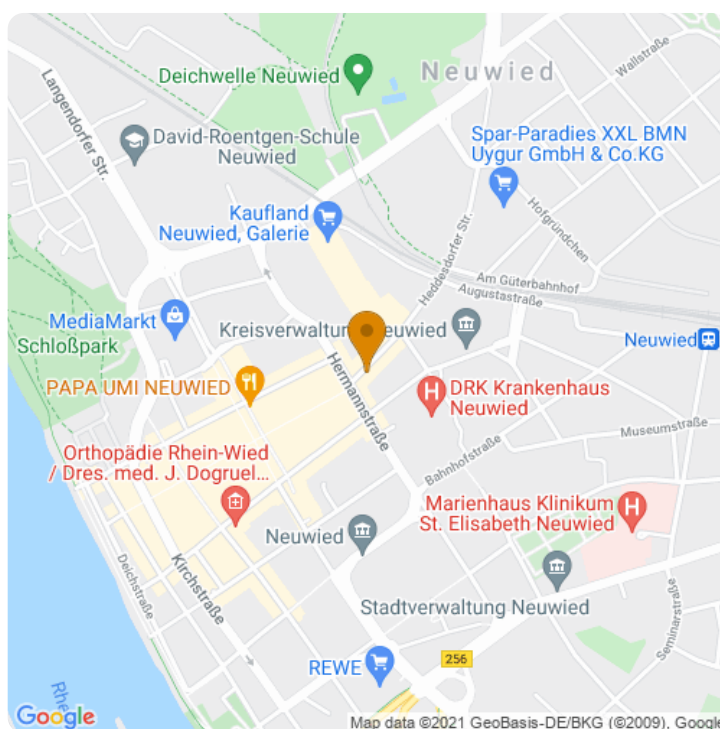 Deichwelle Neuwied
Neuwied
Wallstraße
Langendorfer Str.
David-Roentgen-Schule
Neuwied
Spar-Paradies XXL BMN
Uygur GmbH & Co.KG
Kaufland
Neuwied, Galerie
Hofgründchen
Heddesdorfer Str.
Am Güterbahnhof
Augustastraße
MediaMarkt
Schloßpark
Kreisverwaltung Neuwied
Neuwied
PAPA UMI NEUWIED
Hermannstraße
DRK Krankenhaus
Neuwied
Museumstraße
Bahnhofstraße
Orthopädie Rhein-Wied
/ Dres. med. J. Dogruel...
Marienhaus Klinikum
St. Elisabeth Neuwied
Neuwied
Deichstraße
Kirchstraße
Stadtverwaltung Neuwied
Seminarstraße
REWE
256
Google
Map data ©2021 GeoBasis-DE/BKG (©2009), Google